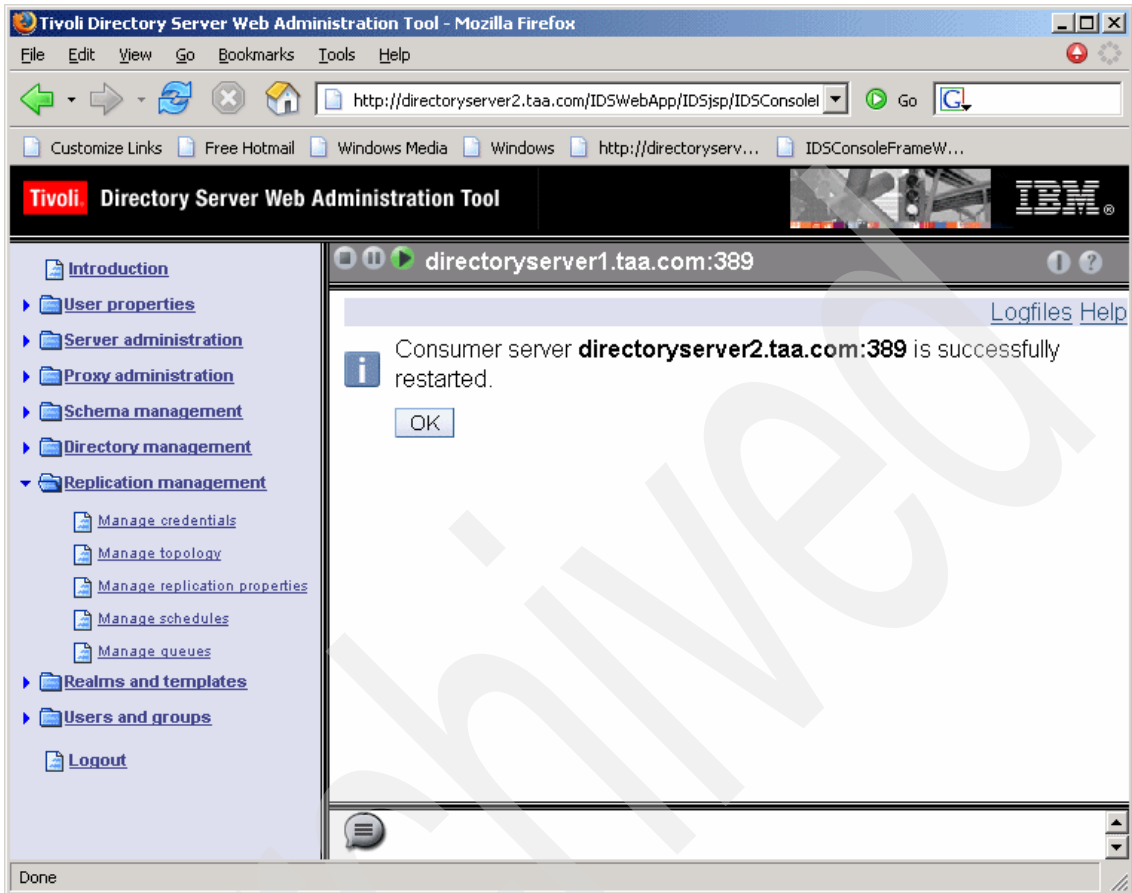 Tivoli Directory Server Web Administration Tool - Mozilla Firefox
File Edit View Go Bookmarks Tools Help
http://directoryserver2.taa.com/IDSWebApp/IDSjsp/IDSConsoleI Go G
Customize Links Free Hotmail Windows Media Windows http://directoryserv... IDSConsoleFrameW...
Tivoli. Directory Server Web Administration Tool IBM®
Introduction
User properties
Server administration
Proxy administration
Schema management
Directory management
Replication management
Manage credentials
Manage topology
Manage replication properties
Manage schedules
Manage queues
Realms and templates
Users and groups
Logout
directoryserver1.taa.com:389 ?
Logfiles Help
i Consumer server directoryserver2.taa.com:389 is successfully
restarted.
OK
Done